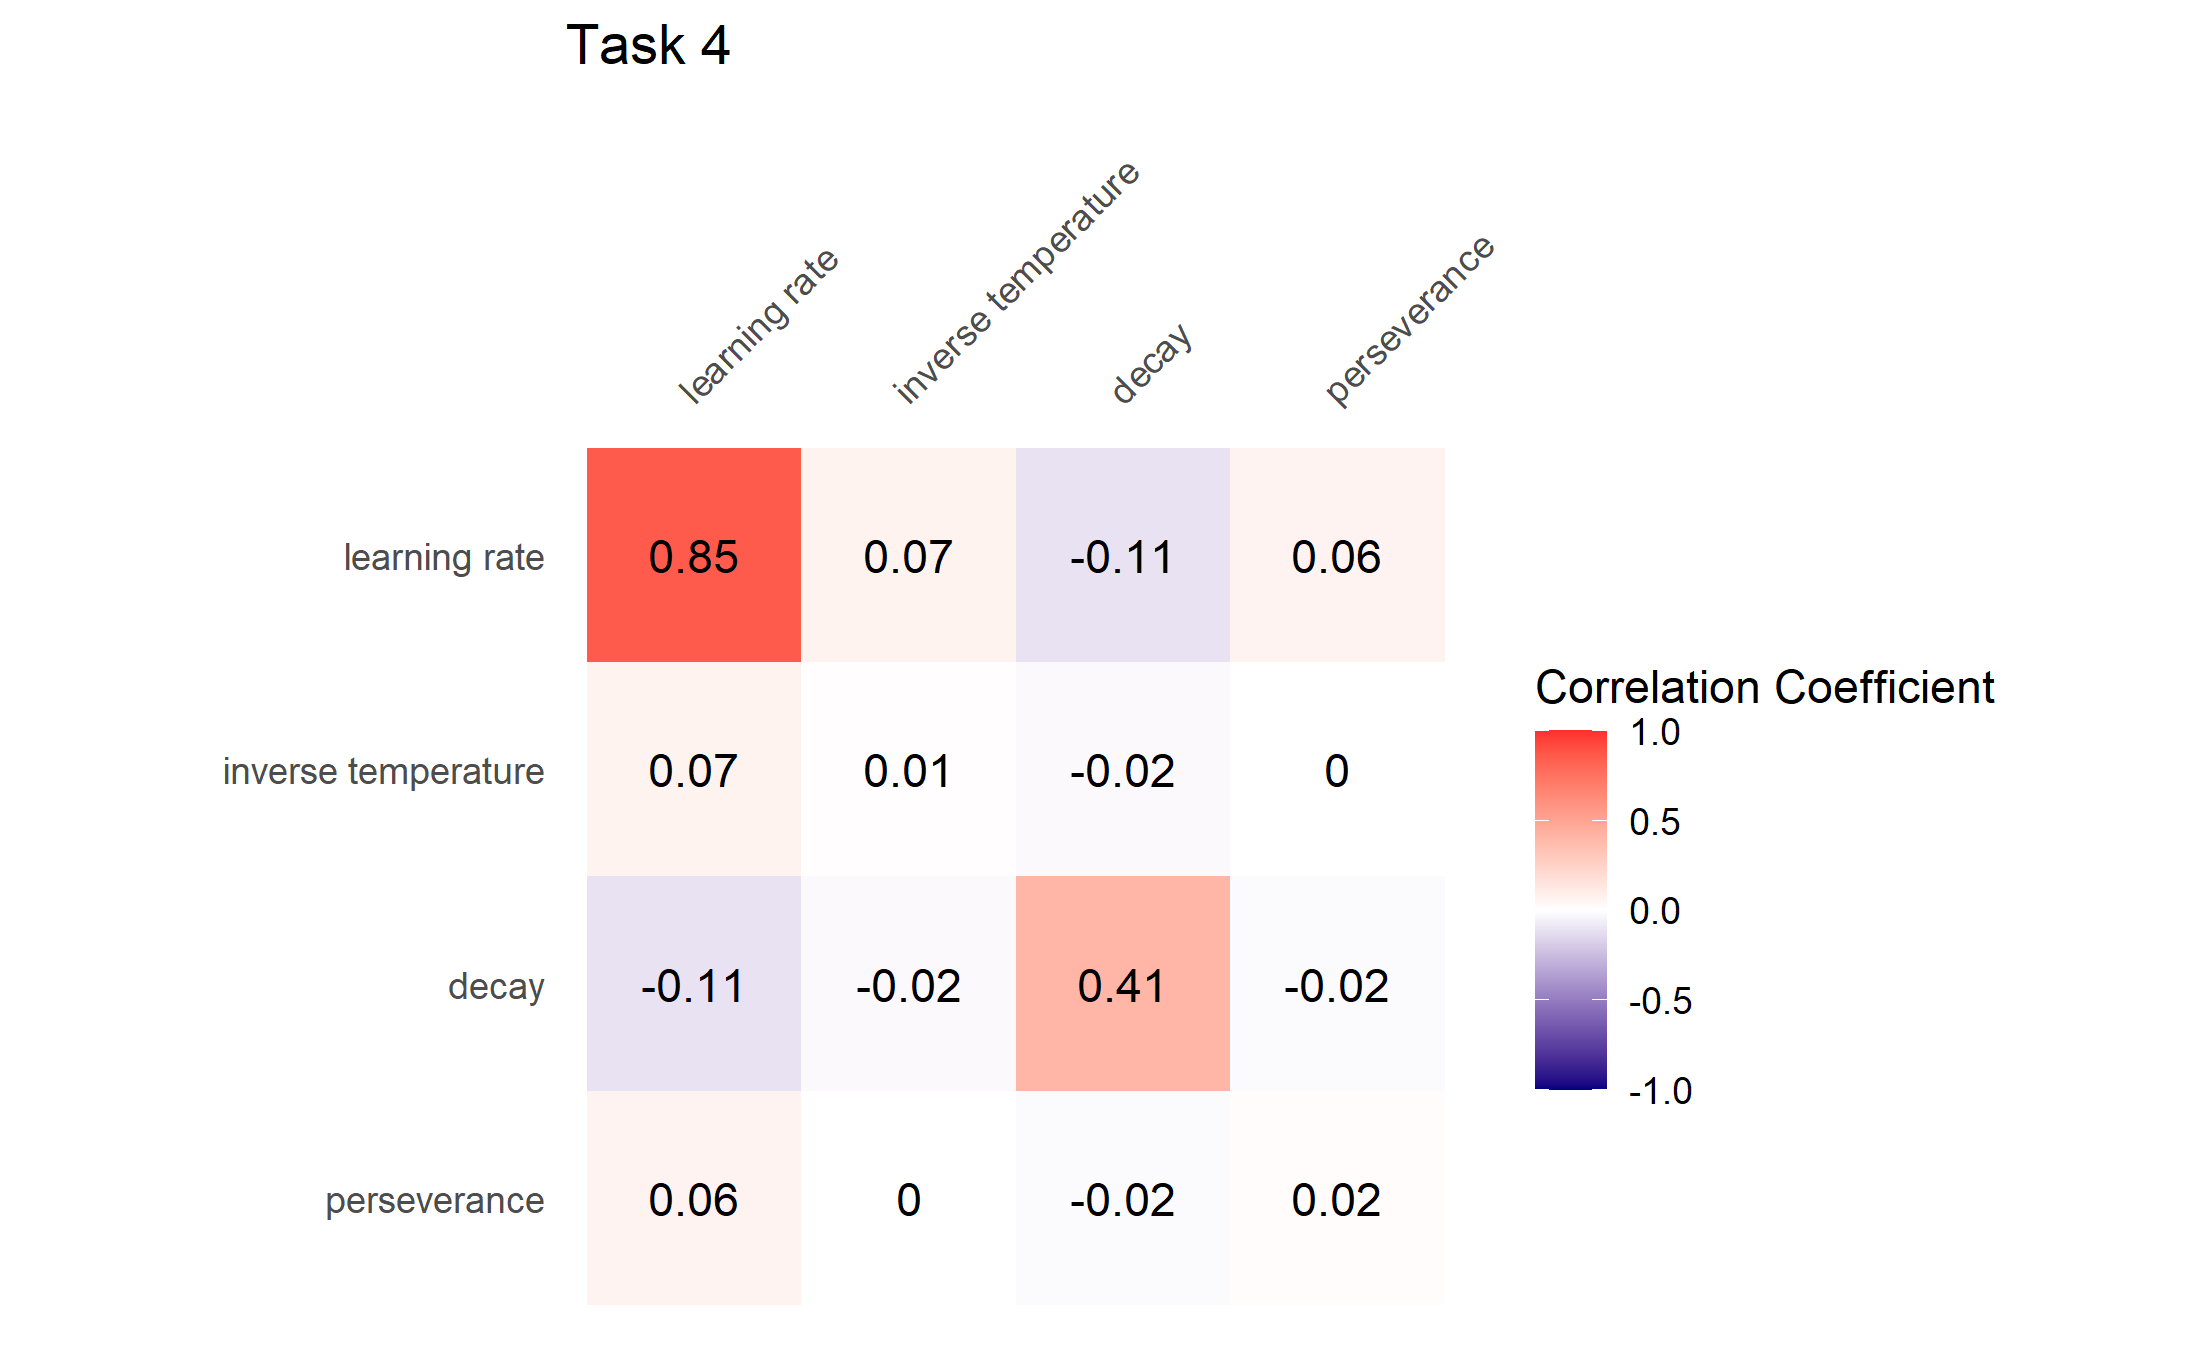 Task 4
learning rate
inverse temperature
decay
perseverance
learning rate 0.85 0.07 -0.11 0.06
inverse temperature 0.07 0.01 -0.02 0
decay -0.11 -0.02 0.41 -0.02
perseverance 0.06 0 -0.02 0.02
Correlation Coefficient
1.0
0.5
0.0
-0.5
-1.0